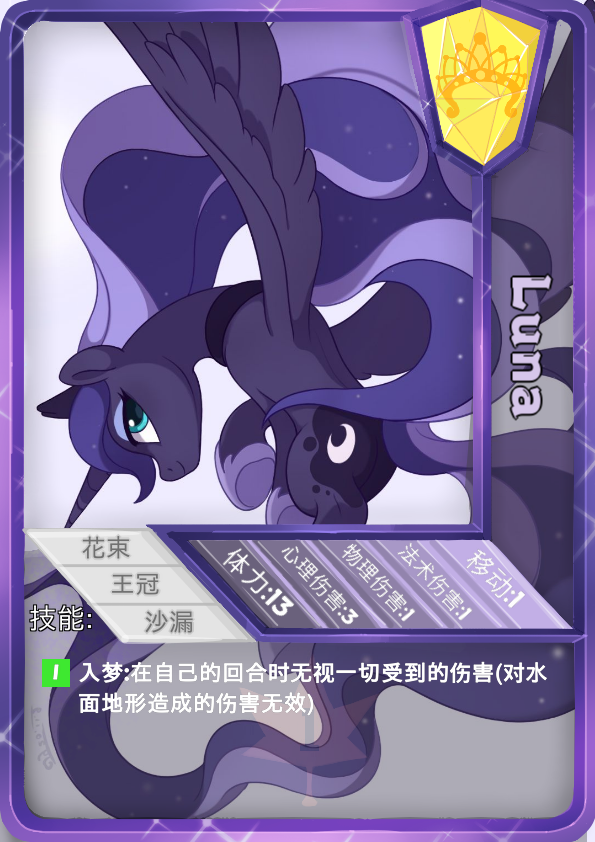 Luna
花束
王冠
沙漏
体力:13
心理伤害:3
物理伤害:1
法术伤害:1
移动:1
技能:
1 入梦:在自己的回合时无视一切受到的伤害(对水
面地形造成的伤害无效)